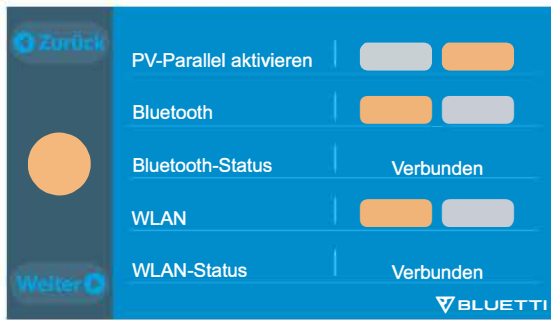 Zurück
PV-Parallel aktivieren
Bluetooth
Bluetooth-Status Verbunden
WLAN
WLAN-Status Verbunden
Weiter
BLUETTI